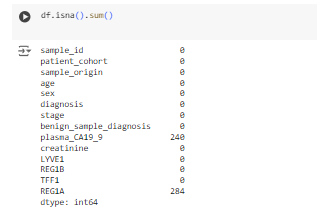 df.isna().sum()
sample_id 0
patient_cohort 0
sample_origin 0
age 0
sex 0
diagnosis 0
stage 0
benign_sample_diagnosis 0
plasma_CA19_9 240
creatinine 0
LYVE1 0
REG1B 0
TFF1 0
REG1A 284
dtype: int64